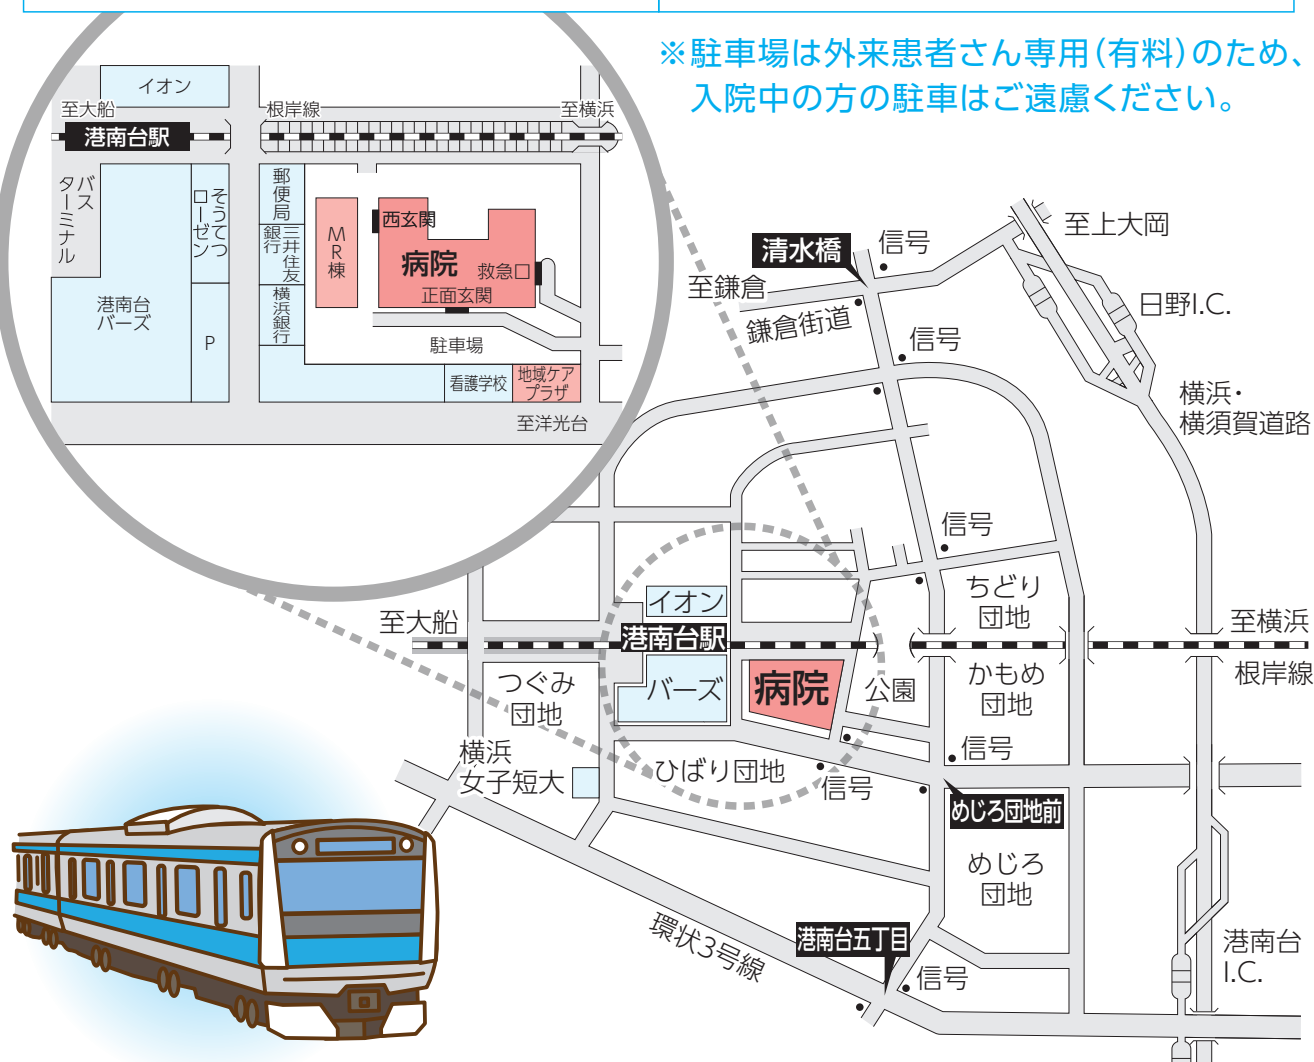 ※駐車場は外来患者さん専用(有料)のため、
入院中の方の駐車はご遠慮ください。
イオン
至大船
根岸線
至横浜
港南台駅
バス
ターミナル
そうてつ
ローゼン
港南台
バーズ
P
郵便局
三井住友
銀行
横浜銀行
MR棟
西玄関
病院
救急口
正面玄関
駐車場
看護学校
地域ケア
プラザ
至洋光台
清水橋
信号
至上大岡
至鎌倉
鎌倉街道
日野I.C.
信号
横浜・
横須賀道路
信号
ちどり
団地
イオン
至大船
港南台駅
至横浜
根岸線
つぐみ
団地
バーズ
病院
公園
かもめ
団地
横浜
女子短大
ひばり団地
信号
信号
めじろ団地前
めじろ
団地
環状3号線
港南台五丁目
信号
港南台
I.C.